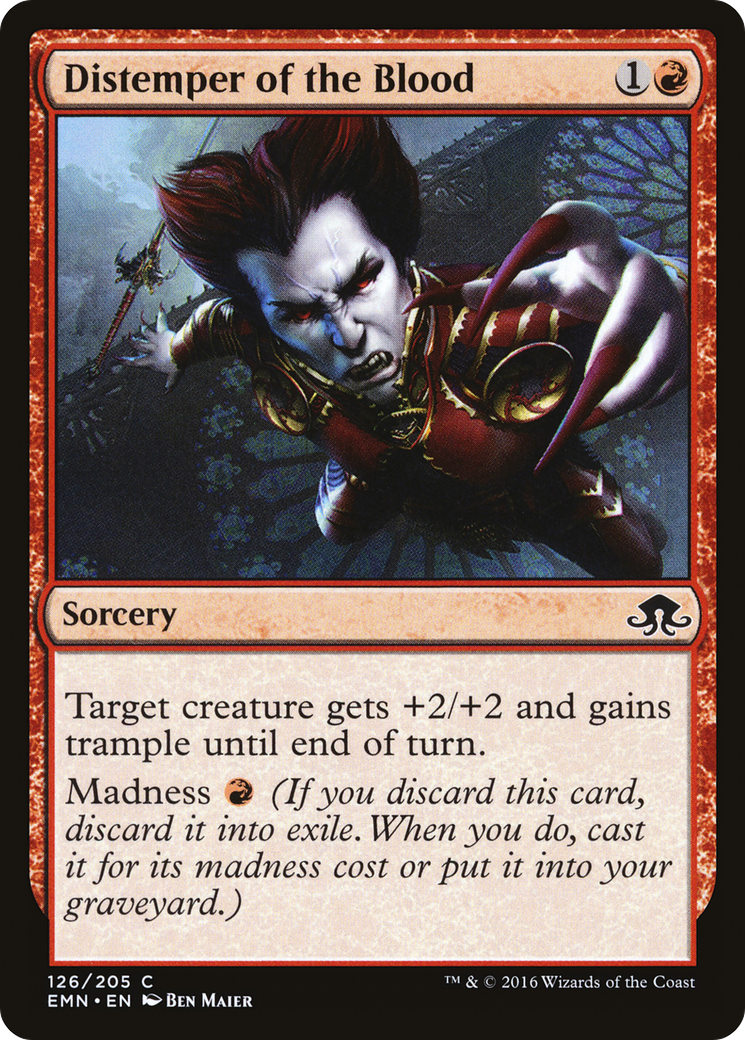 Distemper of the Blood 1
Sorcery
Target creature gets +2/+2 and gains
trample until end of turn.
Madness (If you discard this card,
discard it into exile. When you do, cast
it for its madness cost or put it into your
graveyard.)
126/205 C
EMN • EN Ben Maier
™ & © 2016 Wizards of the Coast